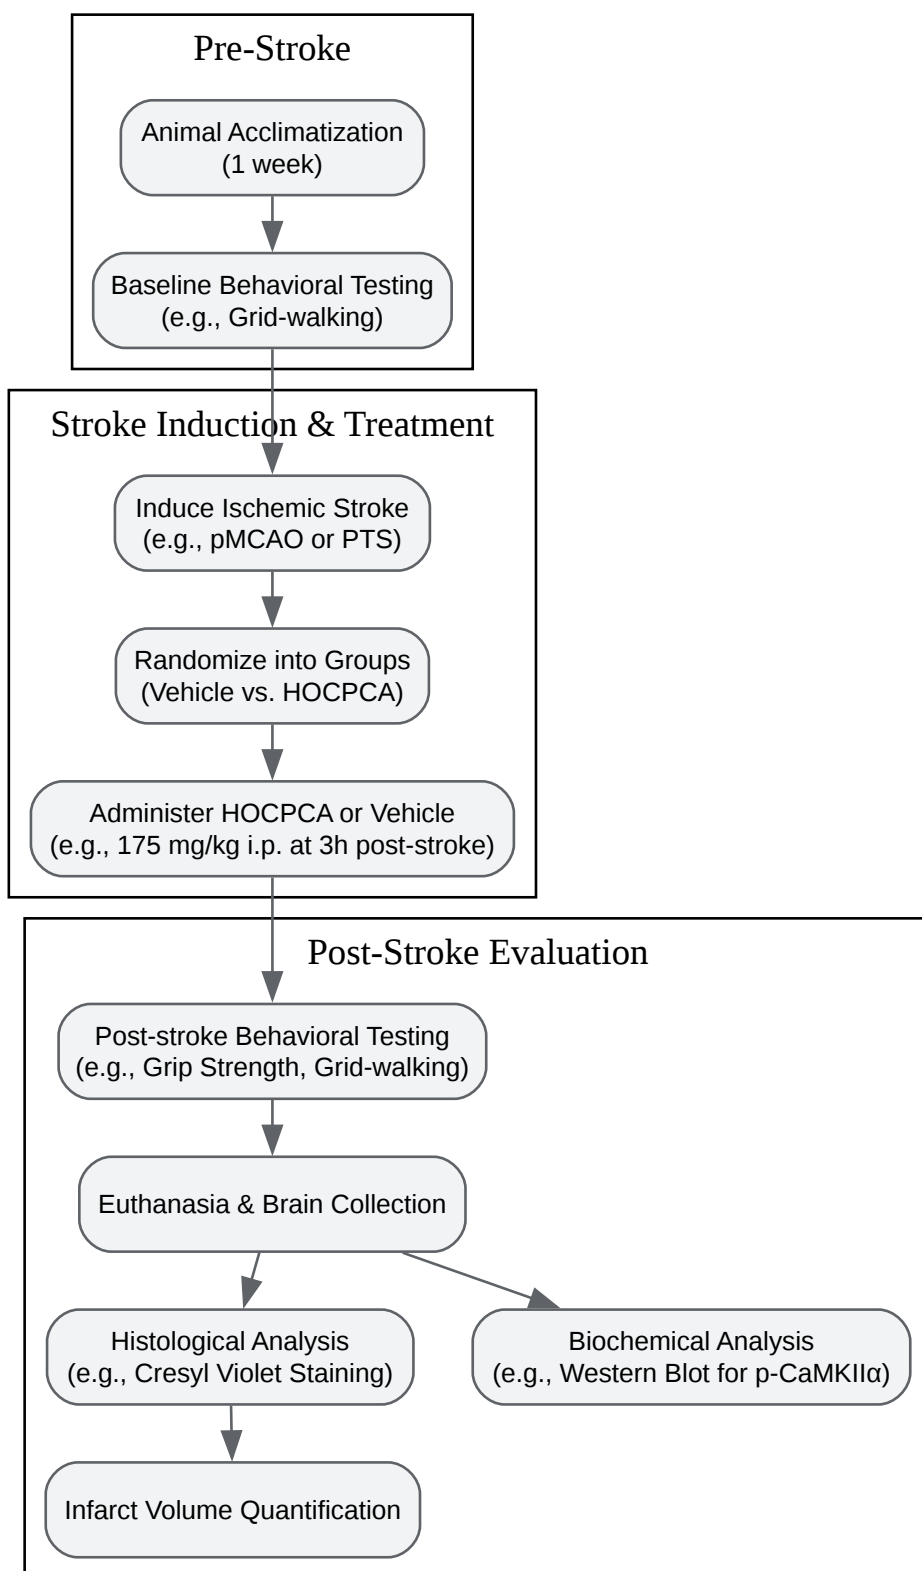 Pre-Stroke
Animal Acclimatization
(1 week)
Baseline Behavioral Testing
(e.g., Grid-walking)
Stroke Induction & Treatment
Induce Ischemic Stroke
(e.g., pMCAO or PTS)
Randomize into Groups
(Vehicle vs. HOCPCA)
Administer HOCPCA or Vehicle
(e.g., 175 mg/kg i.p. at 3h post-stroke)
Post-Stroke Evaluation
Post-stroke Behavioral Testing
(e.g., Grip Strength, Grid-walking)
Euthanasia & Brain Collection
Histological Analysis
(e.g., Cresyl Violet Staining)
Biochemical Analysis
(e.g., Western Blot for p-CaMKIIα)
Infarct Volume Quantification